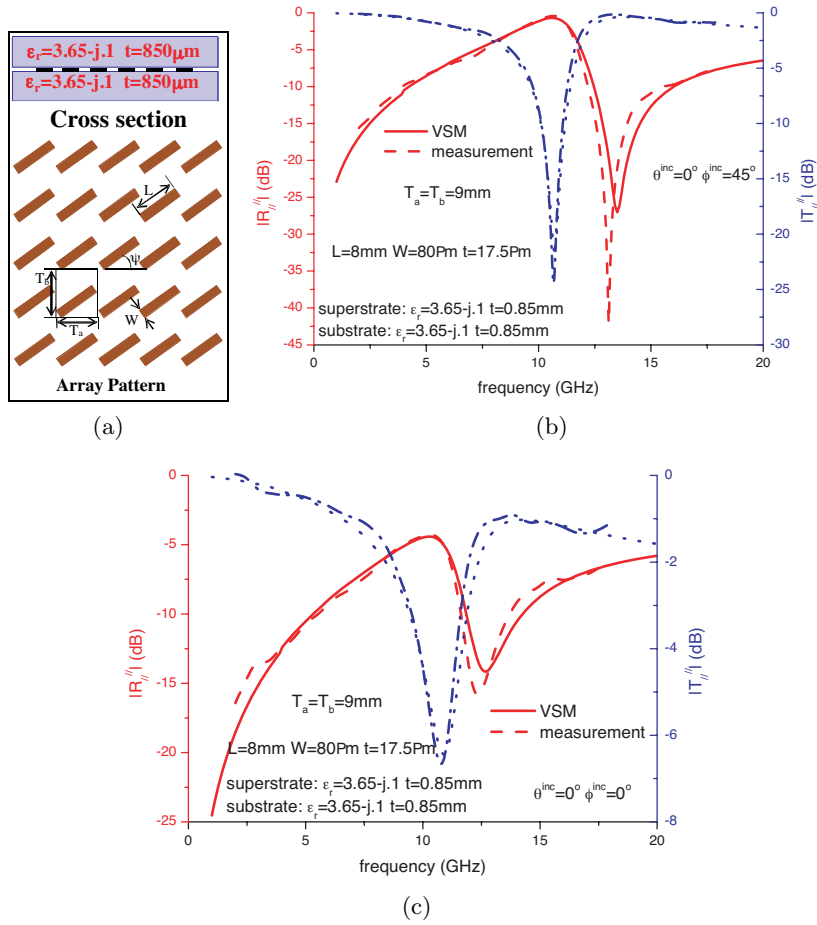 εr=3.65-j.1 t=850μm
εr=3.65-j.1 t=850μm
Cross section
L
ψ
TB
W
Ta
Array Pattern
(a)
0
-5
-10
-15
-20
-25
-30
-35
-40
-45
|R////| (dB)
0
5
10
15
20
frequency (GHz)
0
-5
-10
-15
-20
-25
-30
|T////| (dB)
VSM
measurement
θinc=0o ϕinc=45o
Ta=Tb=9mm
L=8mm W=80Pm t=17.5Pm
superstrate: εr=3.65-j.1 t=0.85mm
substrate: εr=3.65-j.1 t=0.85mm
(b)
0
-5
-10
-15
-20
-25
|R////| (dB)
0
5
10
15
20
frequency (GHz)
0
-2
-4
-6
-8
|T////| (dB)
Ta=Tb=9mm
VSM
measurement
L=8mm W=80Pm t=17.5Pm
superstrate: εr=3.65-j.1 t=0.85mm
substrate: εr=3.65-j.1 t=0.85mm
θinc=0o ϕinc=0o
(c)